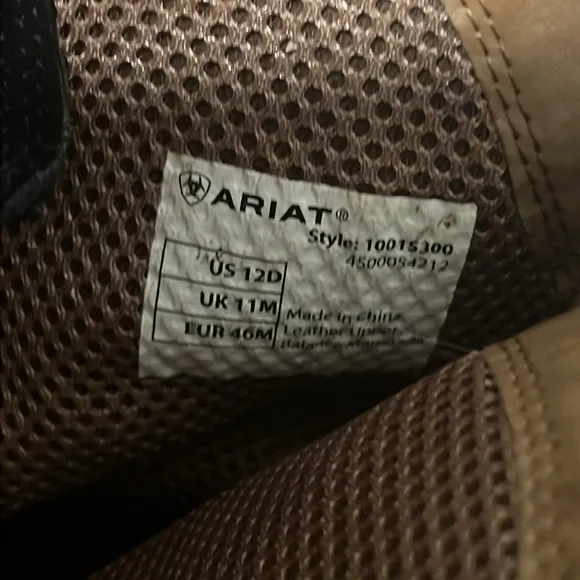 ARIAT®
Style: 10015300
4500054212
US 12D
UK 11M
EUR 46M
Made in China
Leather Upper